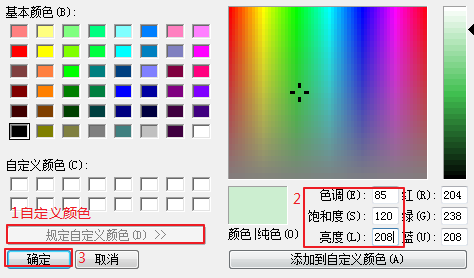 基本颜色(B):
自定义颜色(C):
1自定义颜色
规定自定义颜色(D) >>
确定
3
取消
颜色|纯色(O)
2
色调(E): 85
饱和度(S): 120
亮度(L): 208
红(R): 204
绿(G): 238
蓝(U): 208
添加到自定义颜色(A)